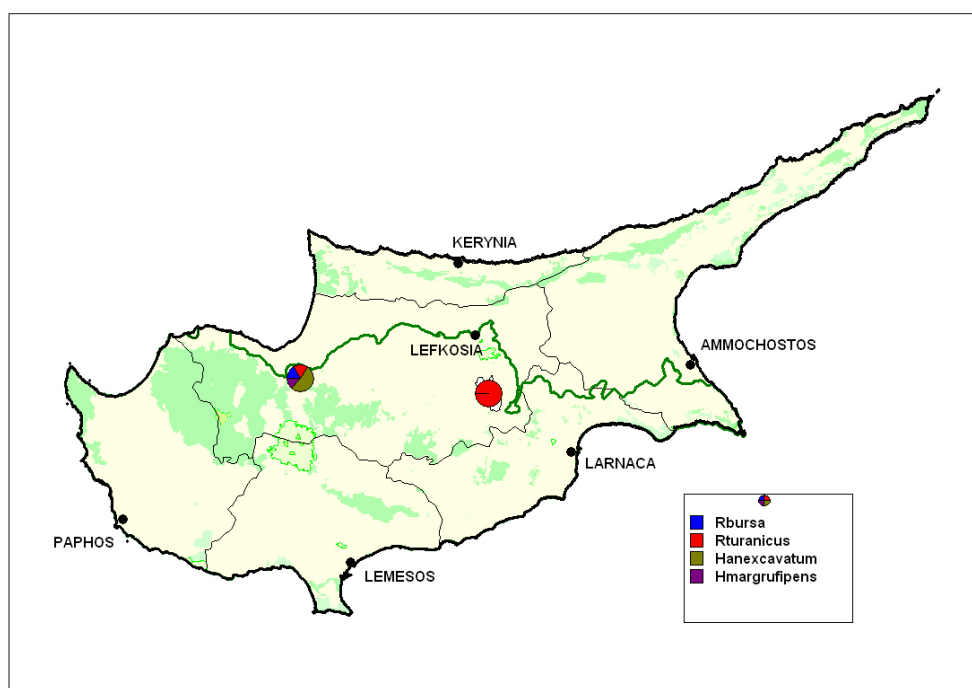 KERYNIA
LEFKOSIA
AMMOCHOSTOS
LARNACA
PAPHOS
LEMESOS
Rbursa
Rturanicus
Hanexcavatum
Hmargrufipens